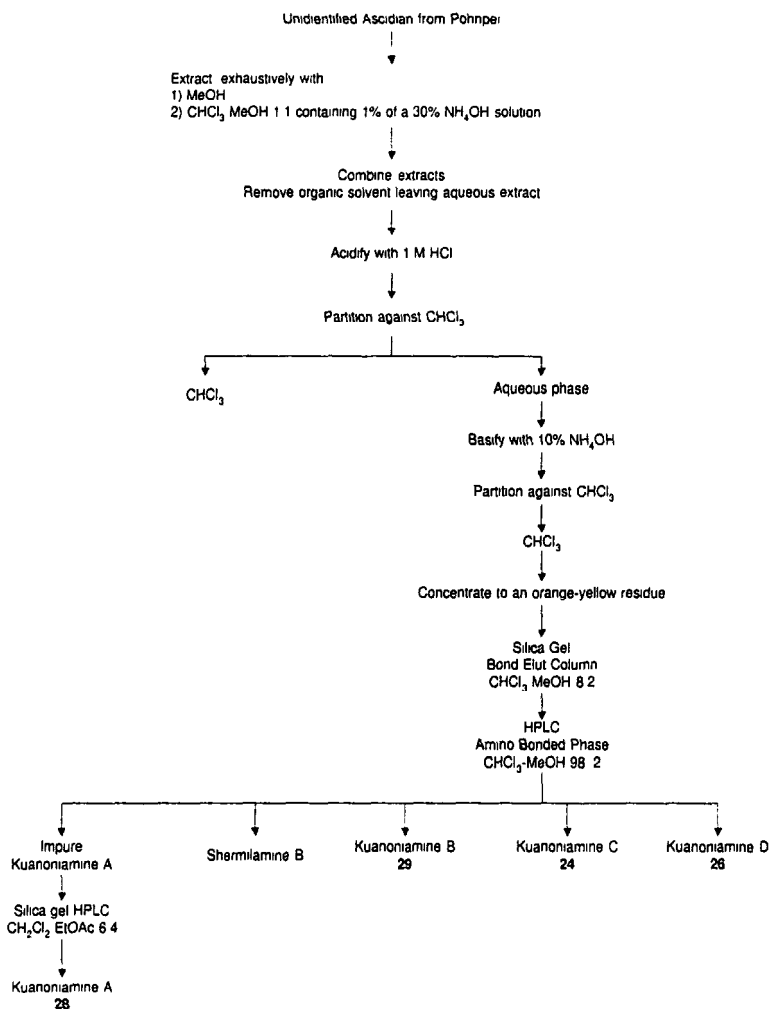 Unidentified Ascidian from Pohnpei
Extract exhaustively with
1) MeOH
2) CHCl₃ MeOH 1 1 containing 1% of a 30% NH₄OH solution
Combine extracts
Remove organic solvent leaving aqueous extract
Acidify with 1 M HCl
Partition against CHCl₃
CHCl₃
Aqueous phase
Basify with 10% NH₄OH
Partition against CHCl₃
CHCl₃
Concentrate to an orange-yellow residue
Silica Gel
Bond Elut Column
CHCl₃ MeOH 8 2
HPLC
Amino Bonded Phase
CHCl₃-MeOH 98 2
Impure
Kuanoniamine A
Shermilamine B
Kuanoniamine B
29
Kuanoniamine C
24
Kuanoniamine D
26
Silica gel HPLC
CH₂Cl₂ EtOAc 6 4
Kuanoniamine A
28